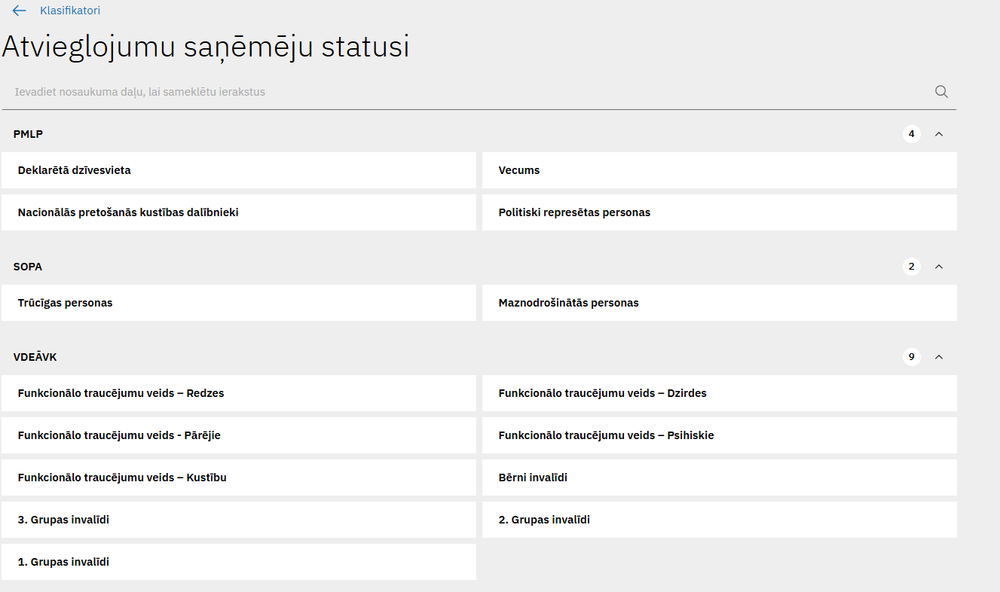 Klasifikatori
Atvieglojumu saņēmēju statusi
Ievadiet nosaukuma daļu, lai sameklētu ierakstus
PMLP 4
Deklarētā dzīvesvieta
Vecums
Nacionālās pretošanās kustības dalībnieki
Politiski represētas personas
SOPA 2
Trūcīgas personas
Maznodrošinātās personas
VDEĀVK 9
Funkcionālo traucējumu veids – Redzes
Funkcionālo traucējumu veids – Dzirdes
Funkcionālo traucējumu veids - Pārējie
Funkcionālo traucējumu veids – Psihiskie
Funkcionālo traucējumu veids – Kustību
Bērni invalīdi
3. Grupas invalīdi
2. Grupas invalīdi
1. Grupas invalīdi